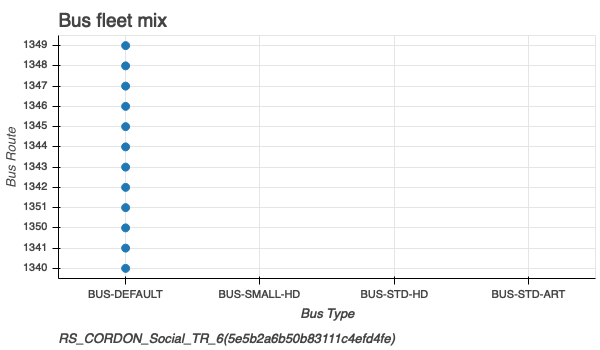 Bus fleet mix
Bus Route
1349
1348
1347
1346
1345
1344
1343
1342
1351
1350
1341
1340
BUS-DEFAULT BUS-SMALL-HD BUS-STD-HD BUS-STD-ART
Bus Type
RS_CORDON_Social_TR_6(5e5b2a6b50b83111c4efd4fe)